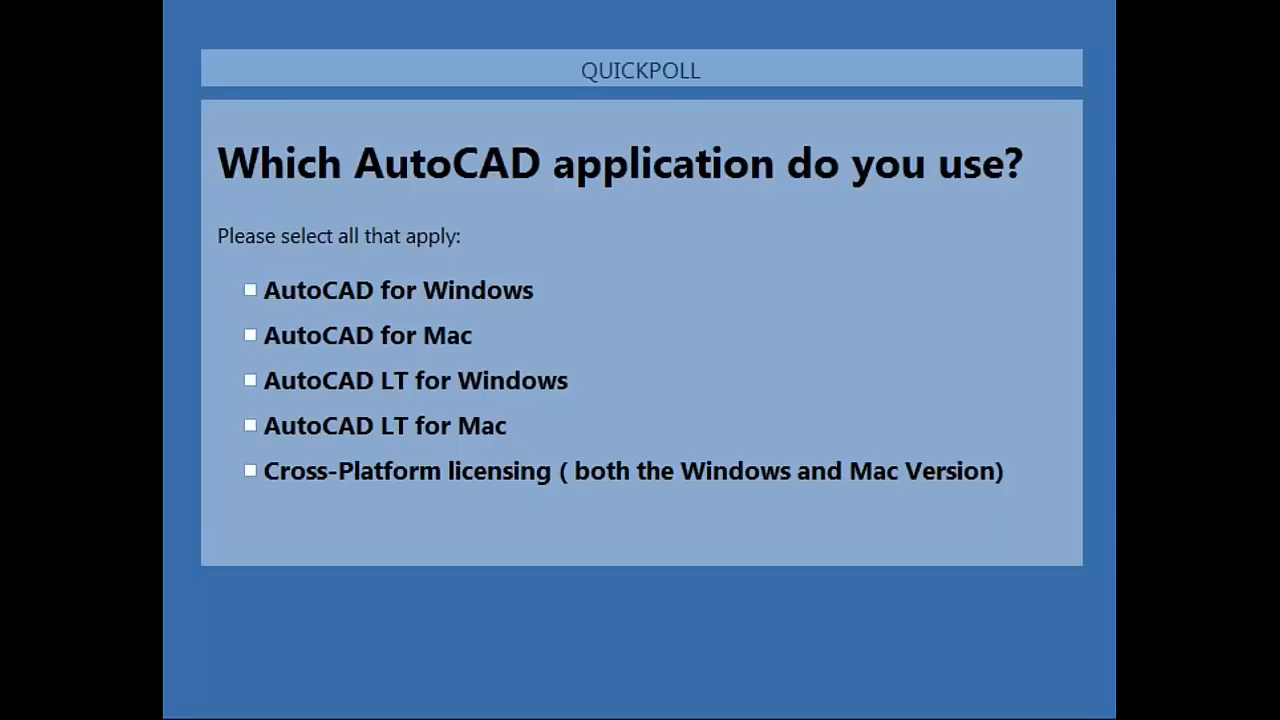 QUICKPOLL
Which AutoCAD application do you use?
Please select all that apply:
AutoCAD for Windows
AutoCAD for Mac
AutoCAD LT for Windows
AutoCAD LT for Mac
Cross-Platform licensing ( both the Windows and Mac Version)